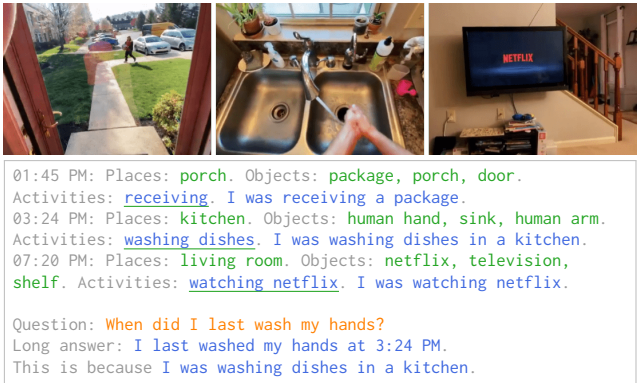 NETFLIX
01:45 PM: Places: porch. Objects: package, porch, door.
Activities: receiving. I was receiving a package.
03:24 PM: Places: kitchen. Objects: human hand, sink, human arm.
Activities: washing dishes. I was washing dishes in a kitchen.
07:20 PM: Places: living room. Objects: netflix, television,
shelf. Activities: watching netflix. I was watching netflix.
Question: When did I last wash my hands?
Long answer: I last washed my hands at 3:24 PM.
This is because I was washing dishes in a kitchen.